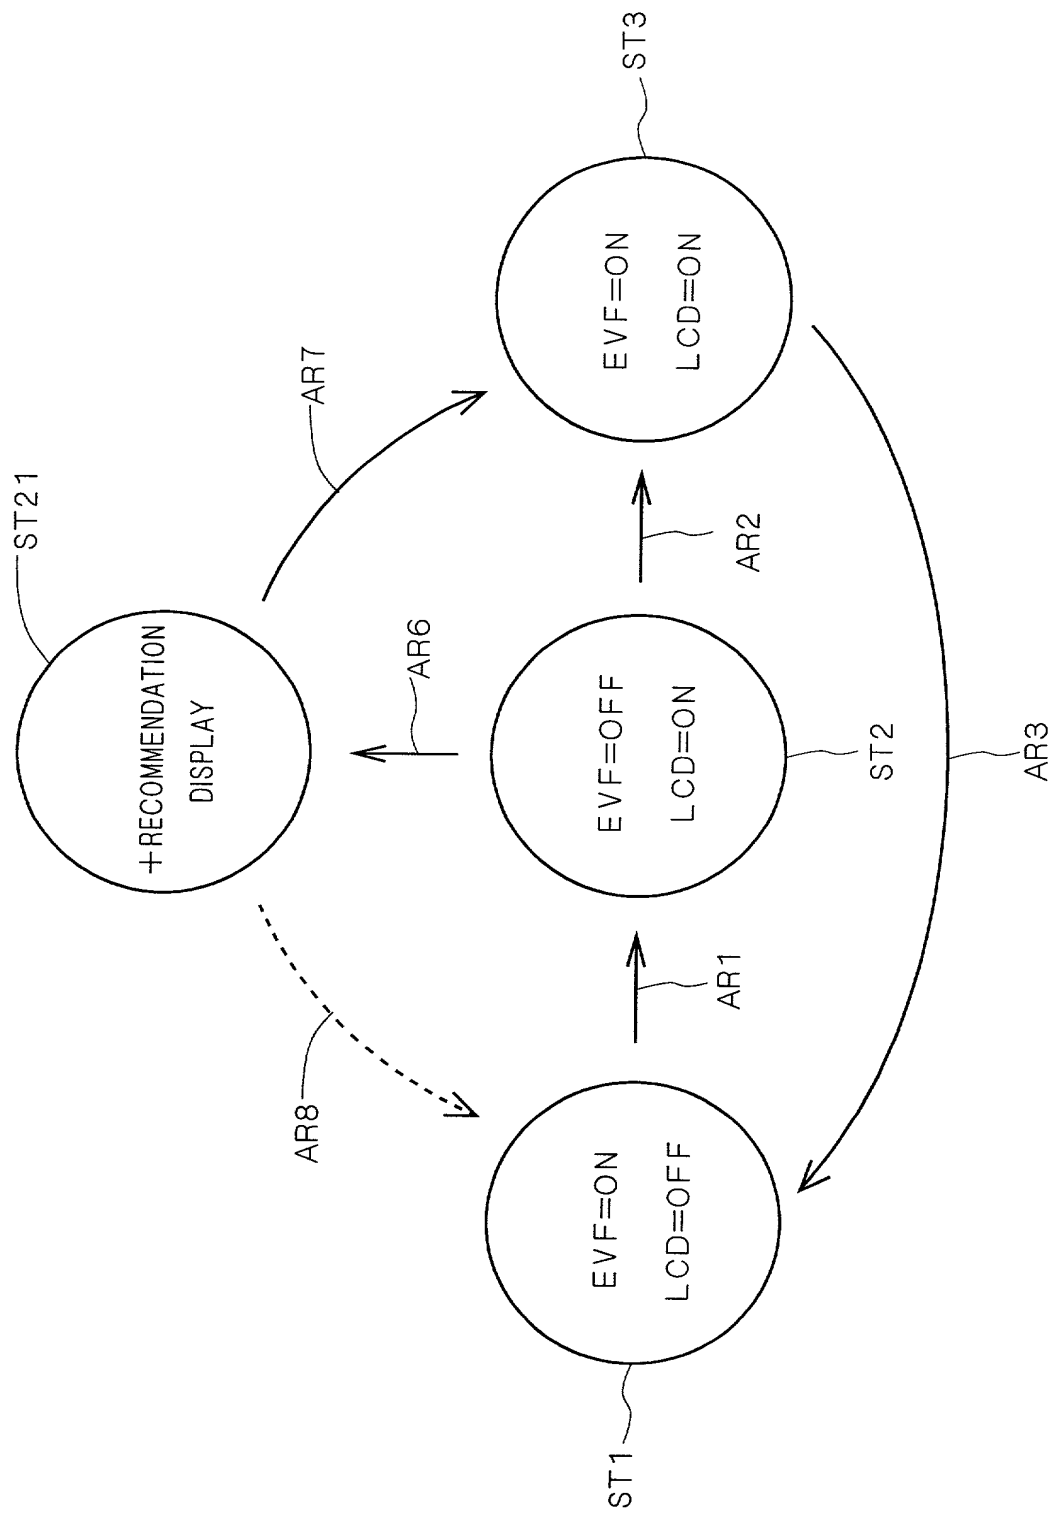 ST21
+RECOMMENDATION
DISPLAY
AR8
AR6
AR7
ST1
EVF=ON
LCD=OFF
AR1
EVF=OFF
LCD=ON
ST2
AR2
EVF=ON
LCD=ON
ST3
AR3